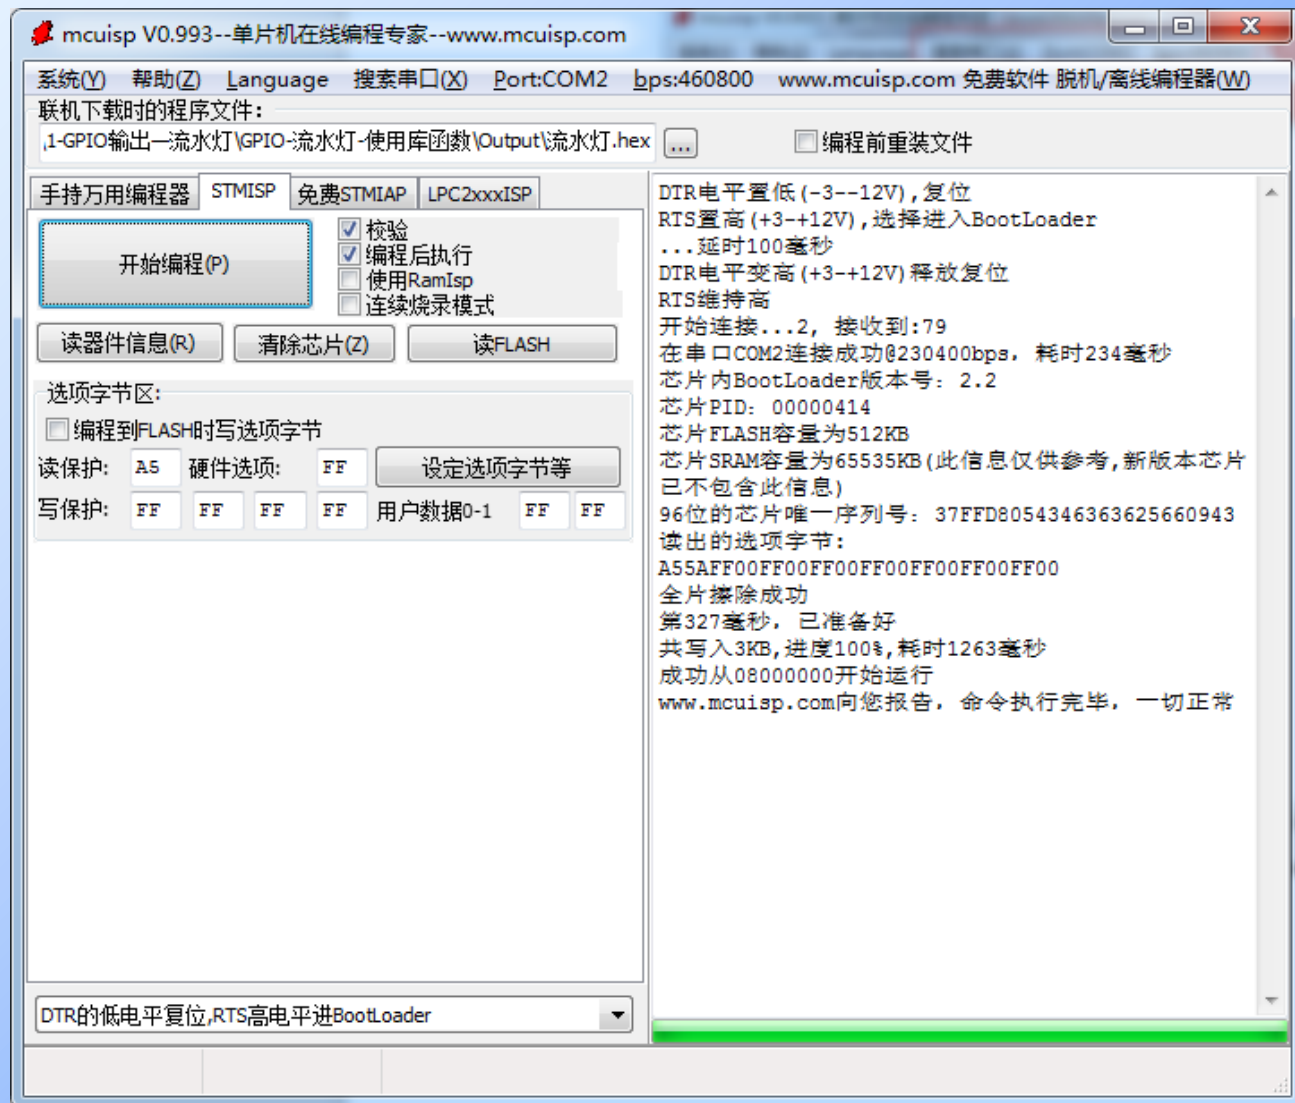 mcuisp V0.993--单片机在线编程专家--www.mcuisp.com
系统(Y) 帮助(Z) Language 搜索串口(X) Port:COM2 bps:460800 www.mcuisp.com 免费软件 脱机/离线编程器(W)
联机下载时的程序文件:
1-GPIO输出—流水灯\GPIO-流水灯-使用库函数\Output\流水灯.hex ... 编程前重装文件
手持万用编程器 STMISP 免费STMIAP LPC2xxxISP
开始编程(P)
校验
编程后执行
使用RamIsp
连续烧录模式
读器件信息(R) 清除芯片(Z) 读FLASH
选项字节区:
编程到FLASH时写选项字节
读保护: A5 硬件选项: FF 设定选项字节等
写保护: FF FF FF FF 用户数据0-1 FF FF
DTR的低电平复位,RTS高电平进BootLoader
DTR电平置低(-3--12V),复位
RTS置高(+3-+12V),选择进入BootLoader
...延时100毫秒
DTR电平变高(+3-+12V)释放复位
RTS维持高
开始连接...2, 接收到:79
在串口COM2连接成功@230400bps, 耗时234毫秒
芯片内BootLoader版本号: 2.2
芯片PID: 00000414
芯片FLASH容量为512KB
芯片SRAM容量为65535KB(此信息仅供参考,新版本芯片
已不包含此信息)
96位的芯片唯一序列号: 37FFD8054346363625660943
读出的选项字节:
A55AFF00FF00FF00FF00FF00FF00FF00
全片擦除成功
第327毫秒, 已准备好
共写入3KB,进度100%,耗时1263毫秒
成功从08000000开始运行
www.mcuisp.com向您报告, 命令执行完毕, 一切正常